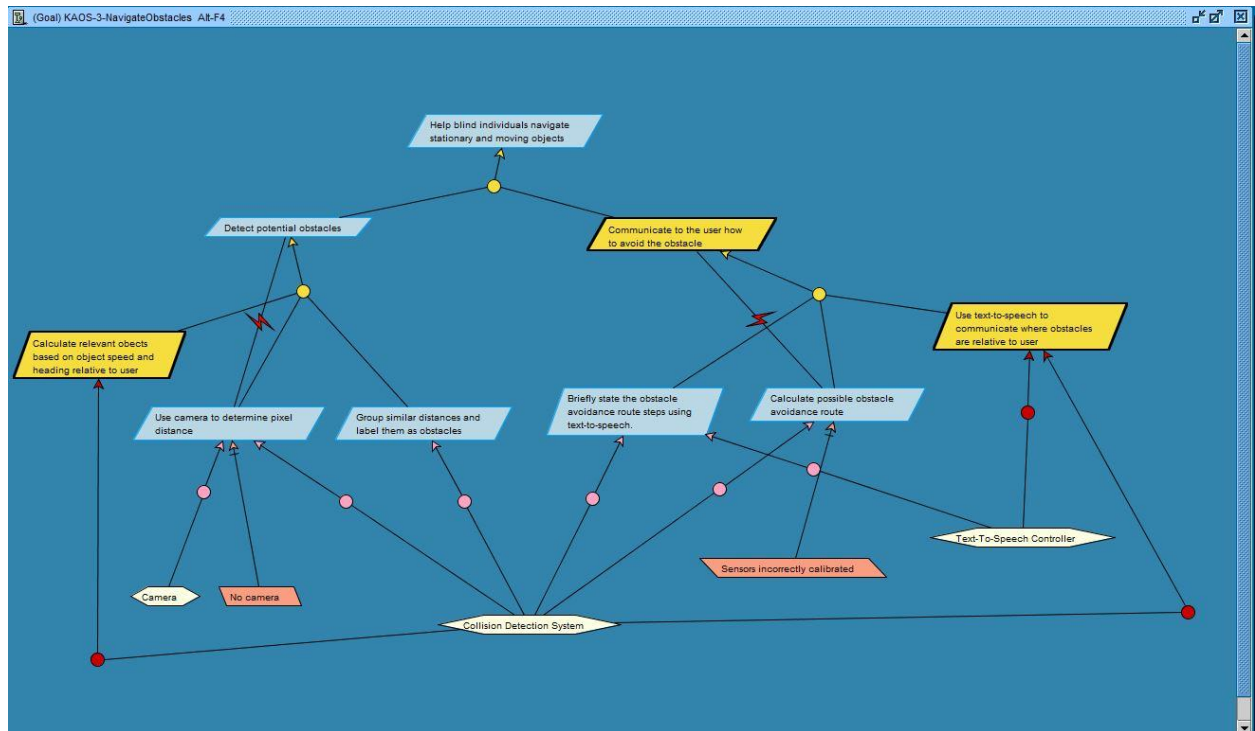 (Goal) KAOS-3-NavigateObstacles Alt-F4
Help blind individuals navigate
stationary and moving objects
Detect potential obstacles
Communicate to the user how
to avoid the obstacle
Calculate relevant obects
based on object speed and
heading relative to user
Use text-to-speech to
communicate where obstacles
are relative to user
Use camera to determine pixel
distance
Group similar distances and
label them as obstacles
Briefly state the obstacle
avoidance route steps using
text-to-speech.
Calculate possible obstacle
avoidance route
Text-To-Speech Controller
Sensors incorrectly calibrated
Camera
No camera
Collision Detection System